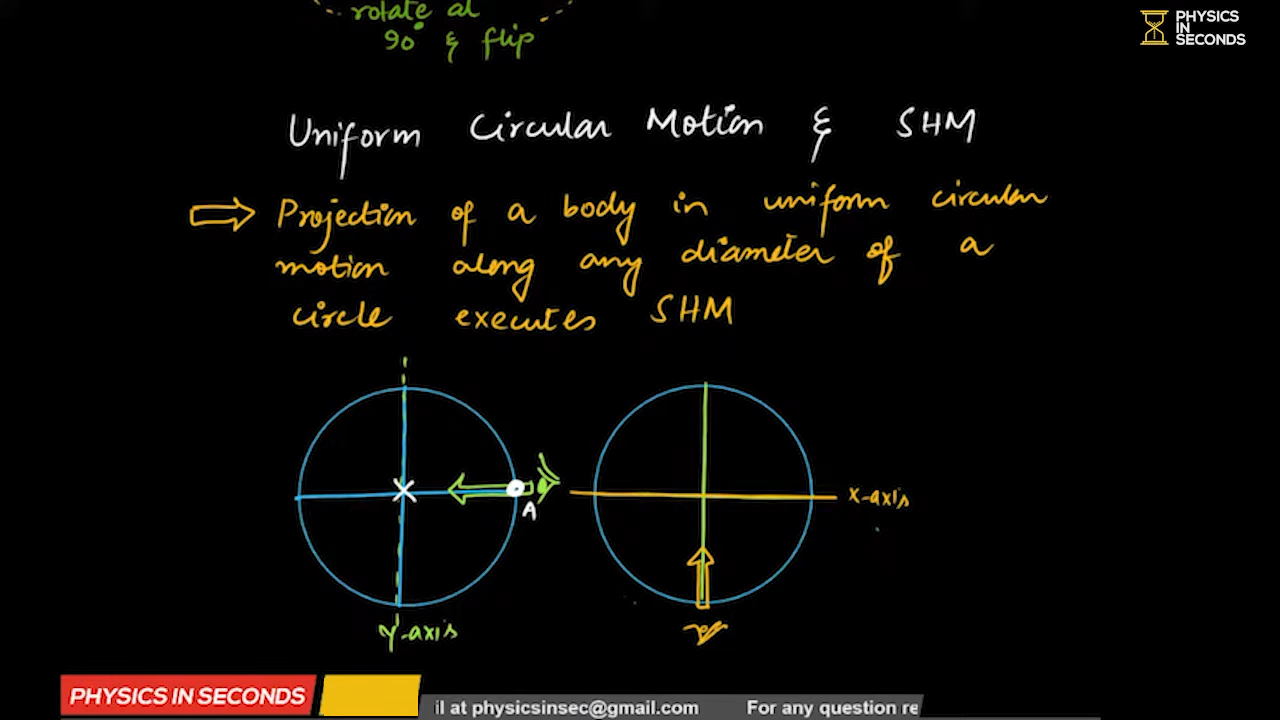 rotate at
90° & flip
PHYSICS
IN
SECONDS
Uniform Circular Motion & SHM
Projection of a body in uniform circular
motion along any diameter of a
circle executes SHM
A
X-axis
Y-axis
PHYSICS IN SECONDS
il at physicsinsec@gmail.com For any question re